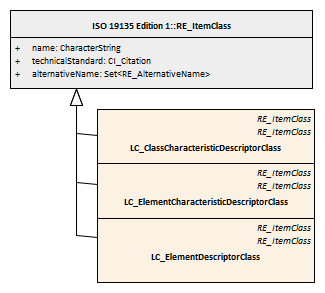 ISO 19135 Edition 1::RE_ItemClass
+ name: CharacterString
+ technicalStandard: CI_Citation
+ alternativeName: Set<RE_AlternativeName>
RE_ItemClass
RE_ItemClass
LC_ClassCharacteristicDescriptorClass
RE_ItemClass
RE_ItemClass
LC_ElementCharacteristicDescriptorClass
RE_ItemClass
RE_ItemClass
LC_ElementDescriptorClass